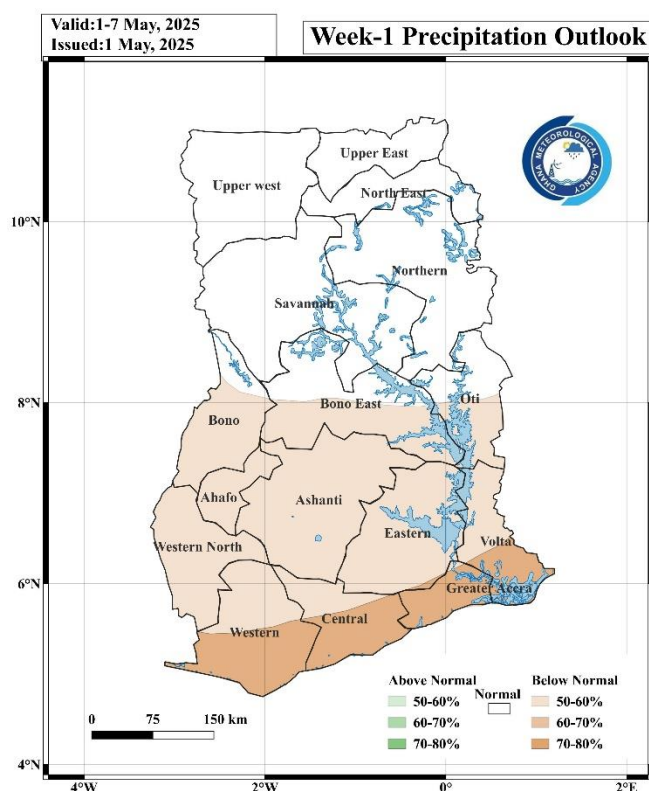 Valid:1-7 May, 2025
Issued:1 May, 2025
Week-1 Precipitation Outlook
GHANA METEOROLOGICAL AGENCY
Upper East
Upper west
North East
10°N
Northern
Savannah
8°N
Bono East
Oti
Bono
Ahafo
Ashanti
Western North
Eastern
Volta
6°N
Greater Accra
Central
Western
Above Normal
Normal
Below Normal
50-60%
50-60%
60-70%
60-70%
70-80%
70-80%
0 75 150 km
4°N
4°W 2°W 0° 2°E